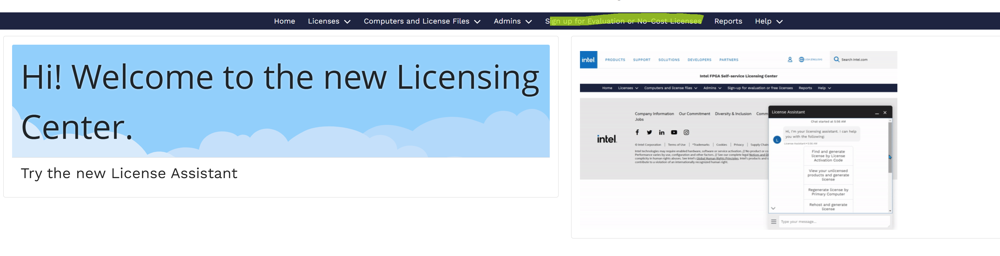 Home Licenses Computers and License Files Admins Sign up for Evaluation or No-Cost Licenses Reports Help
Hi! Welcome to the new Licensing
Center.
Try the new License Assistant
intel PRODUCTS SUPPORT SOLUTIONS DEVELOPERS PARTNERS USA (ENGLISH) Search Intel.com
Intel FPGA Self-service Licensing Center
Home Licenses Computers and license files Admins Sign-up for evaluation or free licenses Reports Help
Company Information Our Commitment Diversity & Inclusion Comm
Jobs
intel.
© Intel Corporation | Terms of Use | *Trademarks | Cookies | Privacy | Supply Chain
Intel technologies may require enabled hardware, software or service activation. // No product or co
Performance varies by use, configuration and other factors. // See our complete legal Notices and Di
complicity in human rights abuses. See Intel's Global Human Rights Principles. Intel's products and s
contribute to a violation of an internationally recognized human right.
License Assistant
Chat started at 5:56 AM
Hi, I'm your licensing assistant. I can help
you with the following:
L
License Assistant • 5:56 AM
Find and generate
license by License
Activation Code
View your unlicensed
products and generate
license
Regenerate license by
Primary Computer
Rehost and generate
license
Type your message...